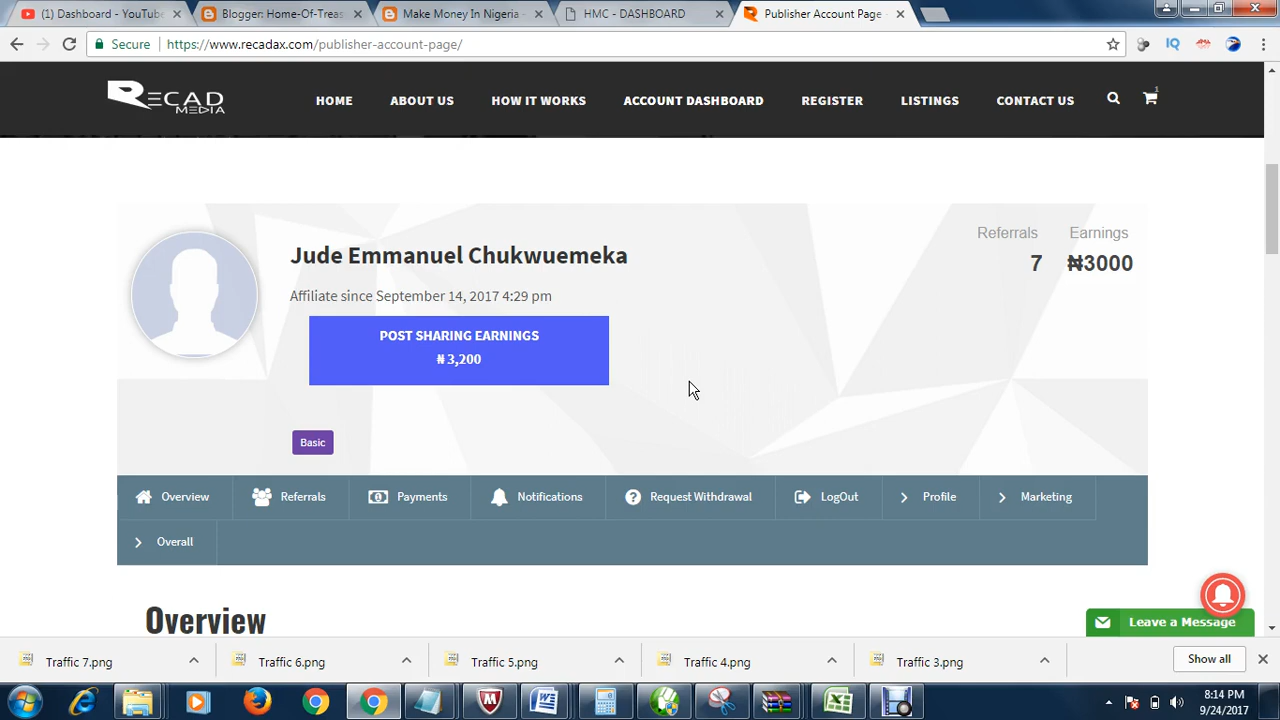 (1) Dashboard - YouTube
Blogger: Home-Of-Treas
Make Money In Nigeria -
HMC - DASHBOARD
Publisher Account Page -
Secure
https://www.recadax.com/publisher-account-page/
IQ
RECAD
MEDIA
HOME
ABOUT US
HOW IT WORKS
ACCOUNT DASHBOARD
REGISTER
LISTINGS
CONTACT US
1
Jude Emmanuel Chukwuemeka
Affiliate since September 14, 2017 4:29 pm
Referrals
7
Earnings
₦3000
POST SHARING EARNINGS
₦ 3,200
Basic
Overview
Referrals
Payments
Notifications
Request Withdrawal
LogOut
Profile
Marketing
Overall
Overview
Leave a Message
Traffic 7.png
Traffic 6.png
Traffic 5.png
Traffic 4.png
Traffic 3.png
Show all
8:14 PM
9/24/2017